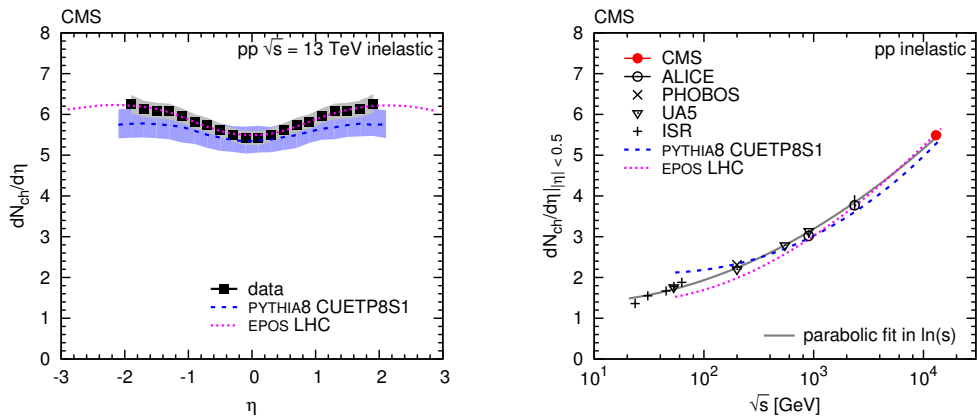 CMS
pp √s = 13 TeV inelastic
8
7
6
5
4
3
2
1
0
dN_ch/dη
data
PYTHIA8 CUETP8S1
EPOS LHC
-3 -2 -1 0 1 2 3
η
CMS
pp inelastic
8
7
6
5
4
3
2
1
0
dN_ch/dη|_|η| < 0.5
CMS
ALICE
PHOBOS
UA5
ISR
PYTHIA8 CUETP8S1
EPOS LHC
parabolic fit in ln(s)
10^1 10^2 10^3 10^4
√s [GeV]